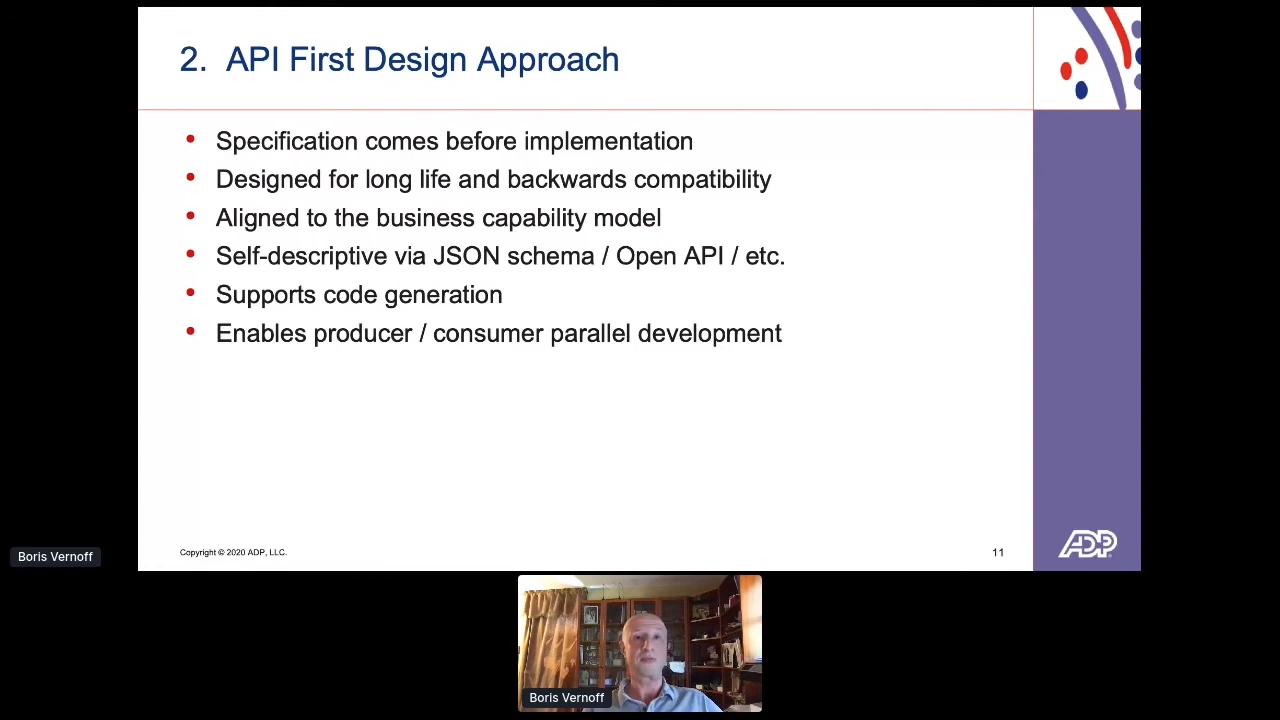 2. API First Design Approach
• Specification comes before implementation
• Designed for long life and backwards compatibility
• Aligned to the business capability model
• Self-descriptive via JSON schema / Open API / etc.
• Supports code generation
• Enables producer / consumer parallel development
Copyright © 2020 ADP, LLC.
11
ADP
Boris Vernoff
Boris Vernoff